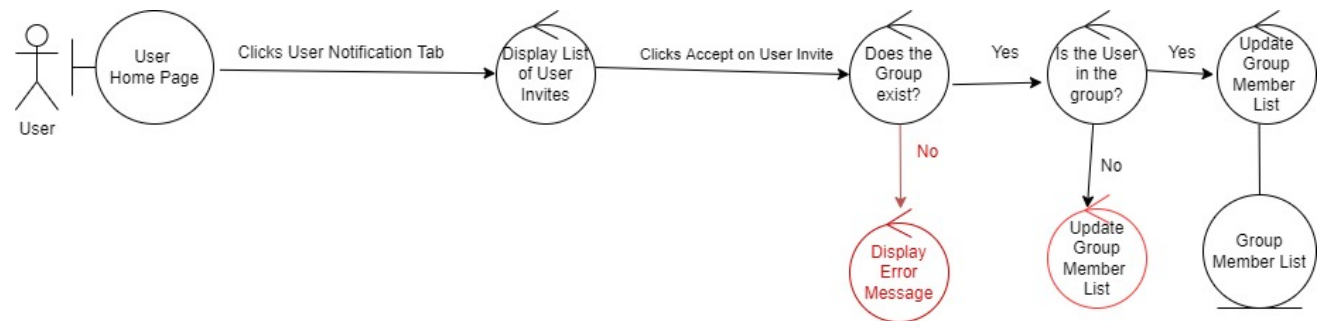 User
Home Page
User
Clicks User Notification Tab
Display List
of User
Invites
Clicks Accept on User Invite
Does the
Group
exist?
Yes
Is the User
in the
group?
Yes
Update
Group
Member
List
No
No
Display
Error
Message
Update
Group
Member
List
Group
Member List